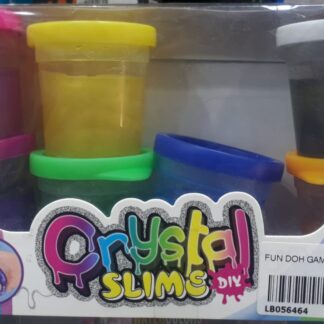 Crystal
SLIME
DIY
FUN DOH GAM
LB056464